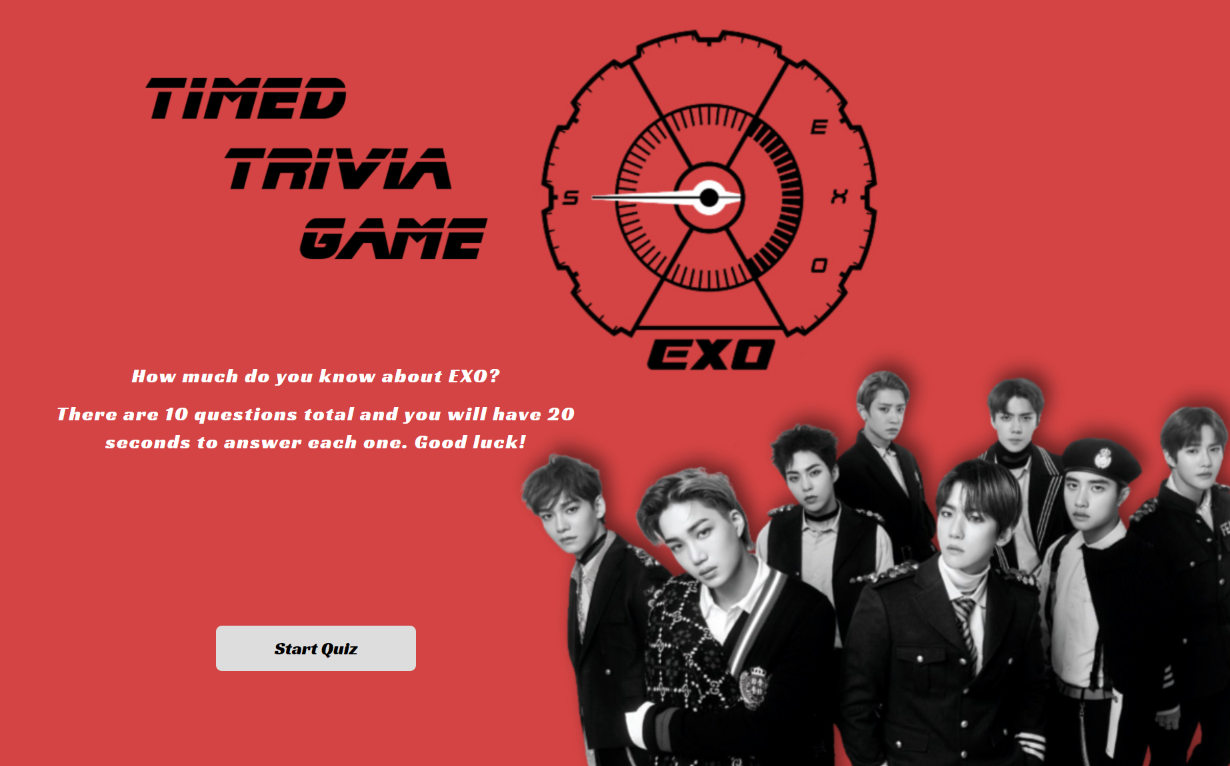 TIMED
TRIVIA
GAME
E
S
X
O
EXO
How much do you know about EXO?
There are 10 questions total and you will have 20
seconds to answer each one. Good luck!
Start Quiz